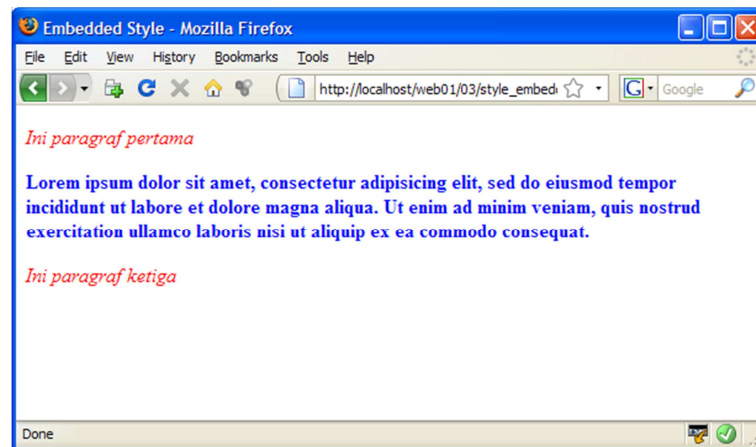 Embedded Style - Mozilla Firefox
File Edit View History Bookmarks Tools Help
http://localhost/web01/03/style_embed Google
Ini paragraf pertama
Lorem ipsum dolor sit amet, consectetur adipisicing elit, sed do eiusmod tempor
incididunt ut labore et dolore magna aliqua. Ut enim ad minim veniam, quis nostrud
exercitation ullamco laboris nisi ut aliquip ex ea commodo consequat.
Ini paragraf ketiga
Done